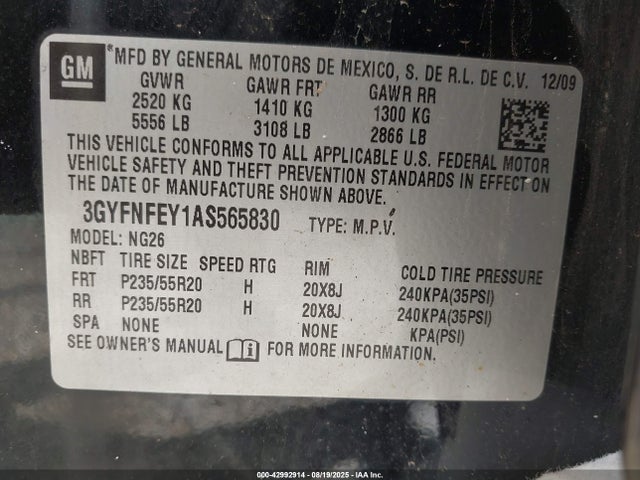 GM
MFD BY GENERAL MOTORS DE MEXICO, S. DE R.L. DE C.V. 12/09
GVWR GAWR FRT GAWR RR
2520 KG 1410 KG 1300 KG
5556 LB 3108 LB 2866 LB
THIS VEHICLE CONFORMS TO ALL APPLICABLE U.S. FEDERAL MOTOR
VEHICLE SAFETY AND THEFT PREVENTION STANDARDS IN EFFECT ON
THE DATE OF MANUFACTURE SHOWN ABOVE.
3GYFNFEY1AS565830 TYPE: M.P.V.
MODEL: NG26
NBFT TIRE SIZE SPEED RTG RIM COLD TIRE PRESSURE
FRT P235/55R20 H 20X8J 240KPA(35PSI)
RR P235/55R20 H 20X8J 240KPA(35PSI)
SPA NONE NONE KPA(PSI)
SEE OWNER'S MANUAL FOR MORE INFORMATION.
000-42992914 - 08/19/2025 - IAAI Inc.